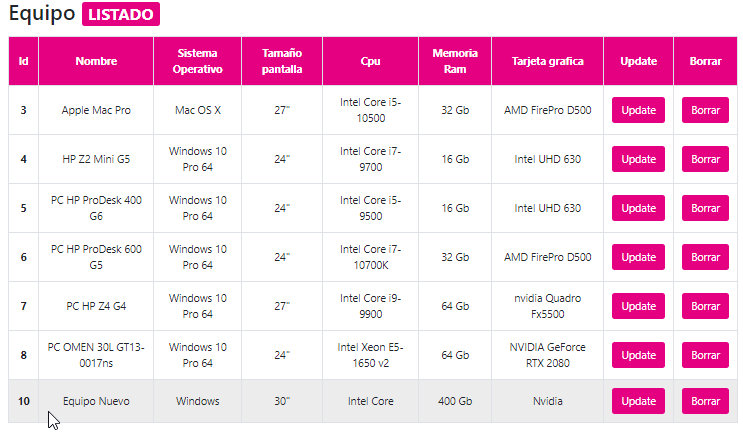 Equipo LISTADO
Id Nombre Sistema Operativo Tamaño pantalla Cpu Memoria Ram Tarjeta grafica Update Borrar
3 Apple Mac Pro Mac OS X 27" Intel Core i5-10500 32 Gb AMD FirePro D500 Update Borrar
4 HP Z2 Mini G5 Windows 10 Pro 64 24" Intel Core i7-9700 16 Gb Intel UHD 630 Update Borrar
5 PC HP ProDesk 400 G6 Windows 10 Pro 64 24" Intel Core i5-9500 16 Gb Intel UHD 630 Update Borrar
6 PC HP ProDesk 600 G5 Windows 10 Pro 64 24" Intel Core i7-10700K 32 Gb AMD FirePro D500 Update Borrar
7 PC HP Z4 G4 Windows 10 Pro 64 27" Intel Core i9-9900 64 Gb nvidia Quadro Fx5500 Update Borrar
8 PC OMEN 30L GT13-0017ns Windows 10 Pro 64 24" Intel Xeon E5-1650 v2 64 Gb NVIDIA GeForce RTX 2080 Update Borrar
10 Equipo Nuevo Windows 30" Intel Core 400 Gb Nvidia Update Borrar